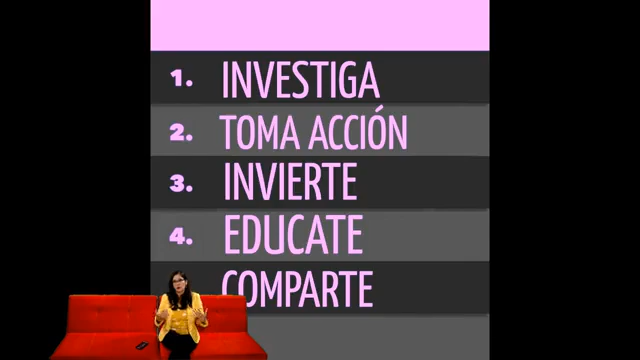 1. INVESTIGA
2. TOMA ACCIÓN
3. INVIERTE
4. EDUCATE
COMPARTE